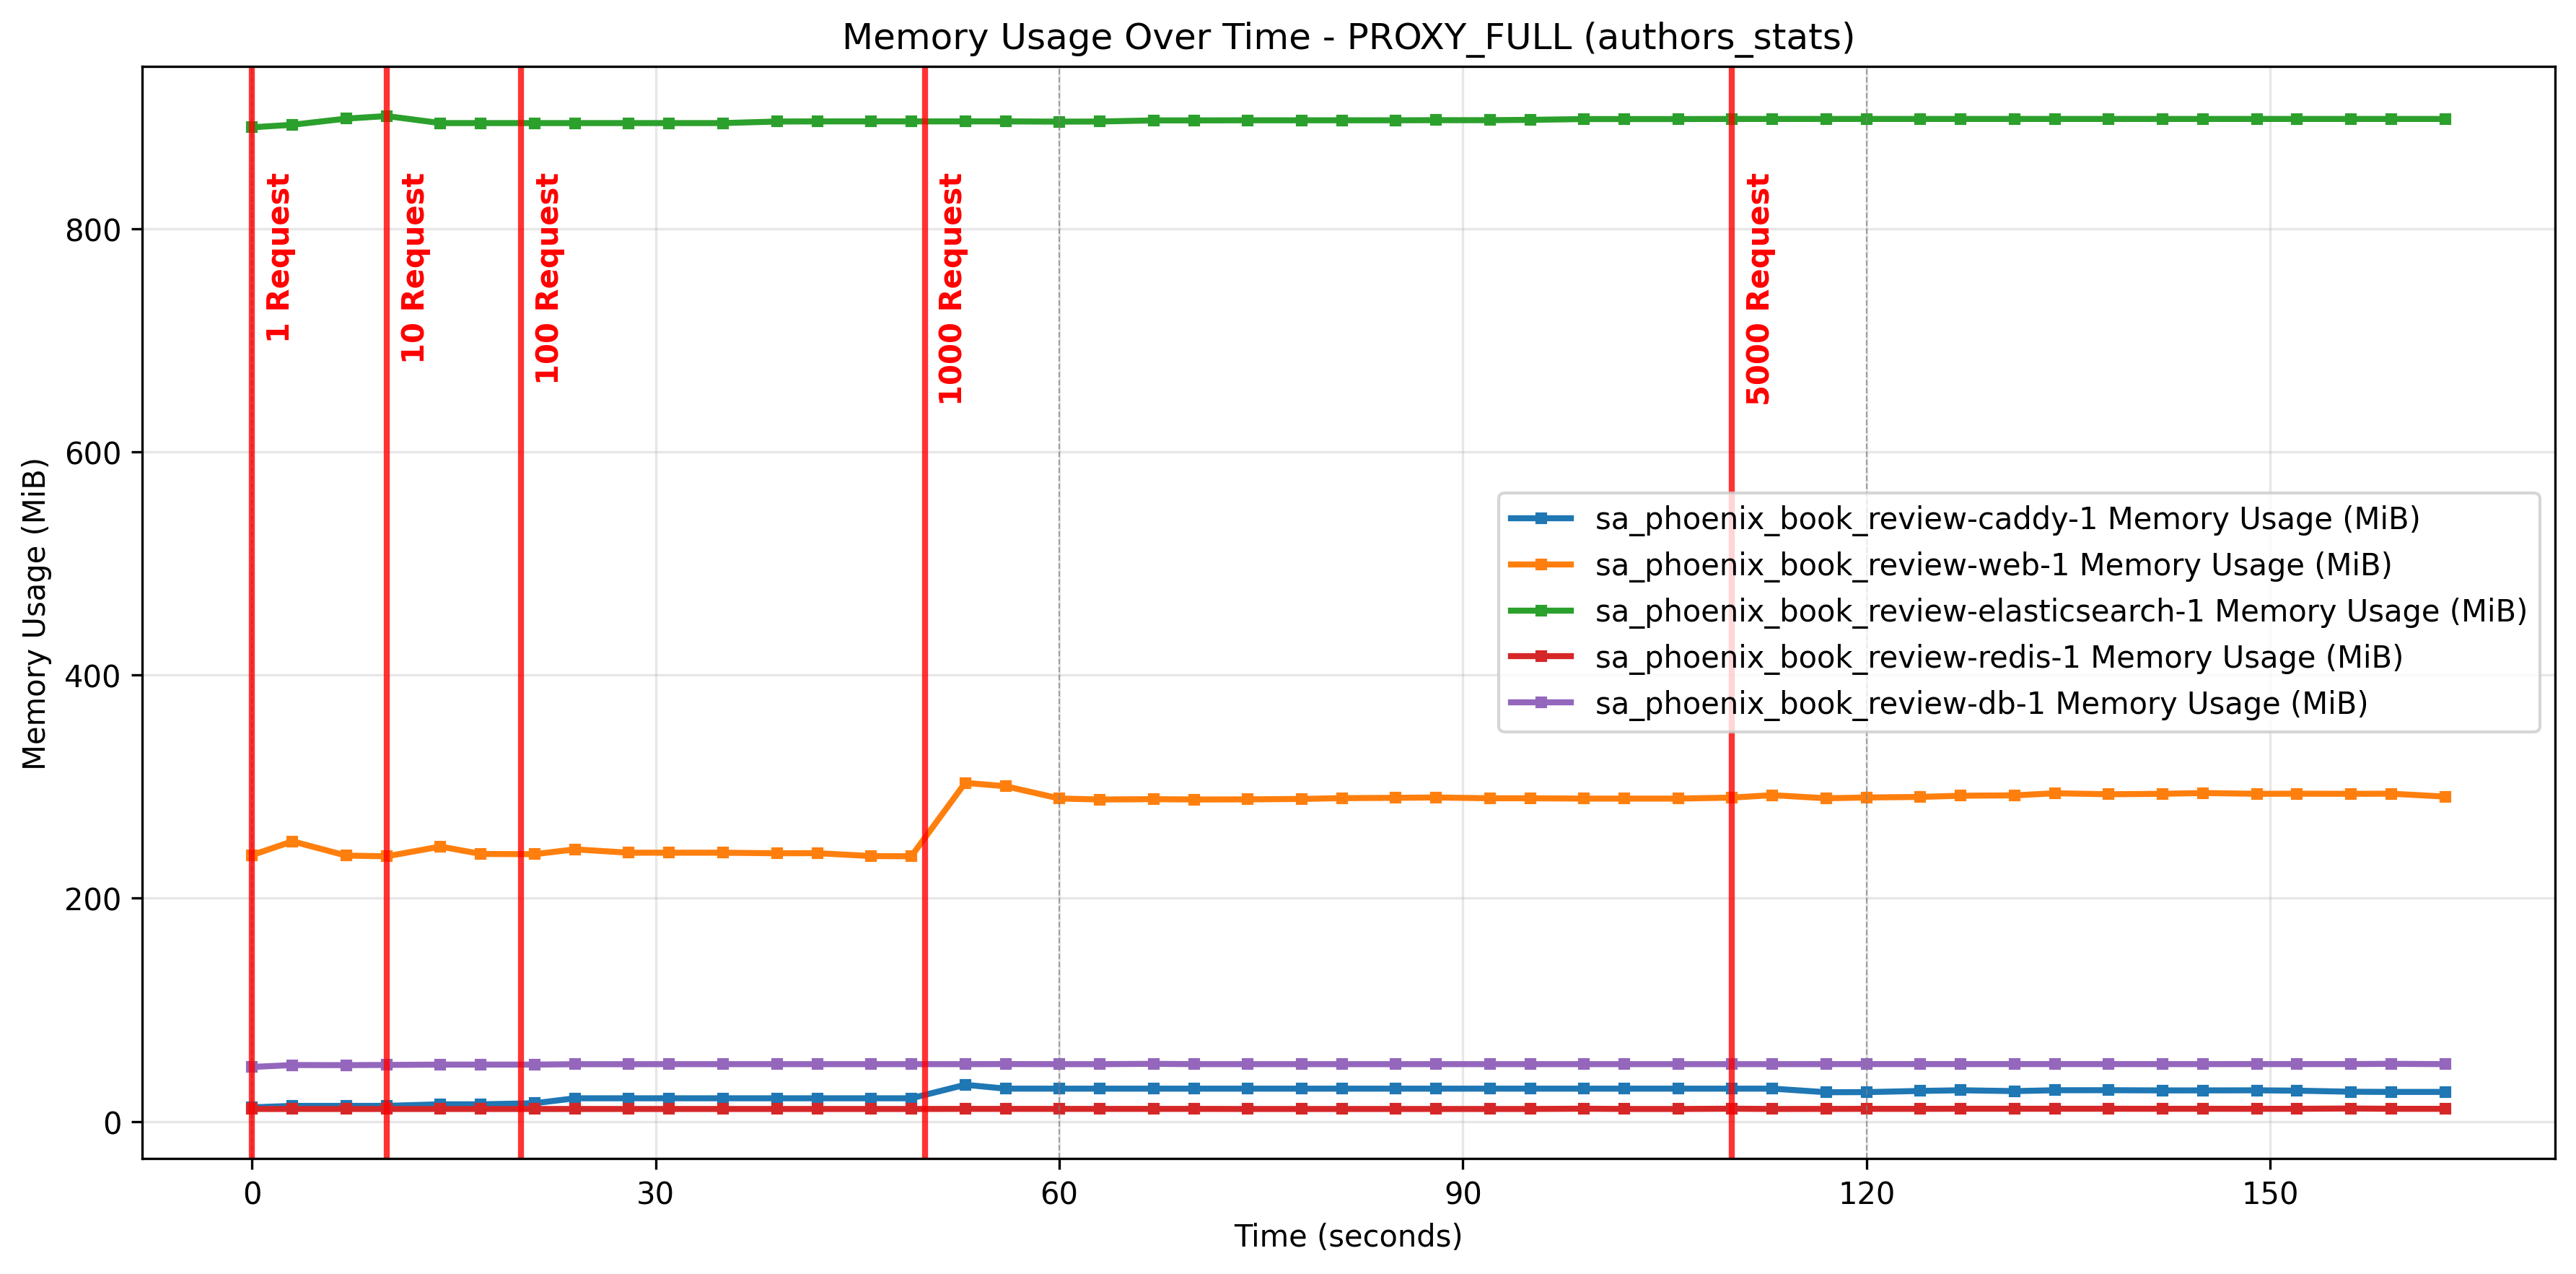 Memory Usage Over Time - PROXY_FULL (authors_stats)
Memory Usage (MiB)
800
600
400
200
0
1 Request
10 Request
100 Request
1000 Request
5000 Request
sa_phoenix_book_review-caddy-1 Memory Usage (MiB)
sa_phoenix_book_review-web-1 Memory Usage (MiB)
sa_phoenix_book_review-elasticsearch-1 Memory Usage (MiB)
sa_phoenix_book_review-redis-1 Memory Usage (MiB)
sa_phoenix_book_review-db-1 Memory Usage (MiB)
0 30 60 90 120 150
Time (seconds)